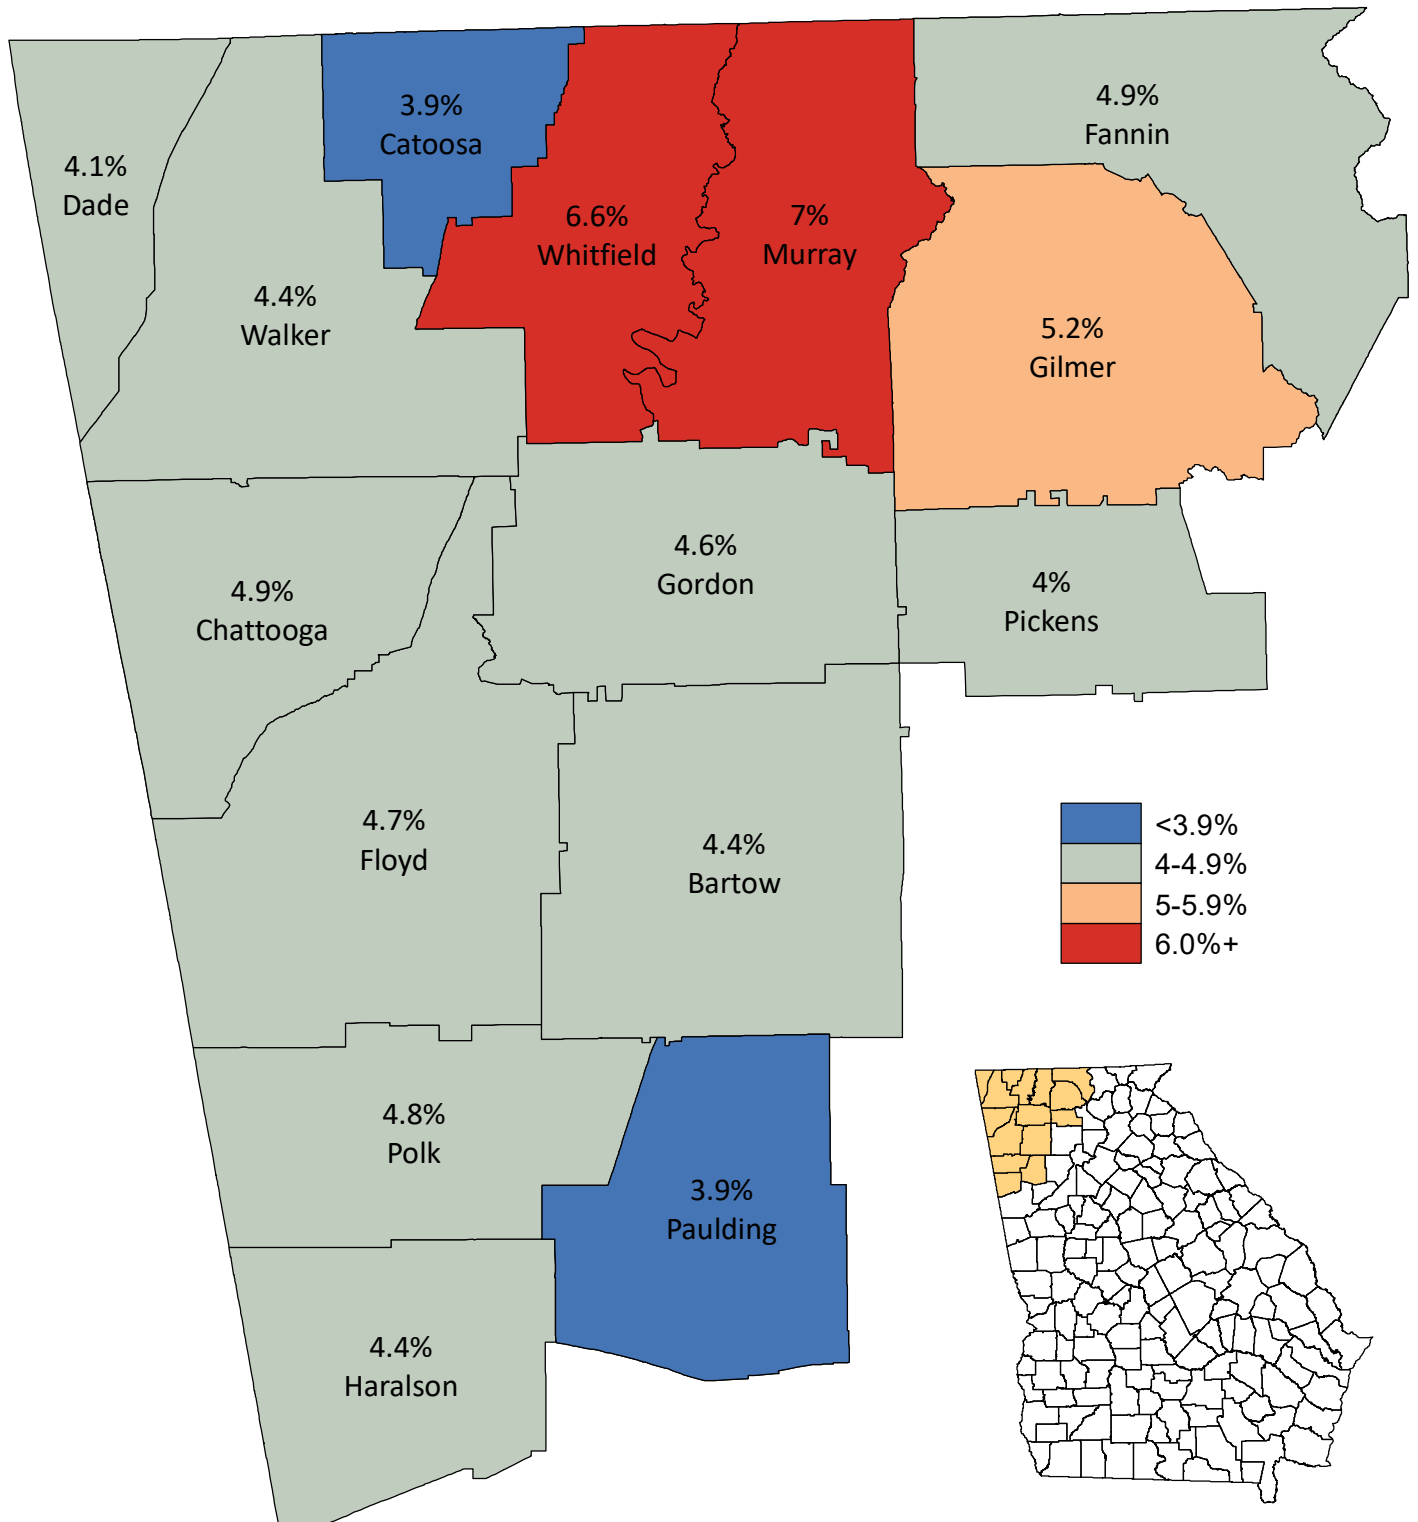 4.9%
Fannin
3.9%
Catoosa
4.1%
Dade
6.6%
Whitfield
7%
Murray
4.4%
Walker
5.2%
Gilmer
4.6%
Gordon
4%
Pickens
4.9%
Chattooga
4.7%
Floyd
4.4%
Bartow
<3.9%
4-4.9%
5-5.9%
6.0%+
4.8%
Polk
3.9%
Paulding
4.4%
Haralson